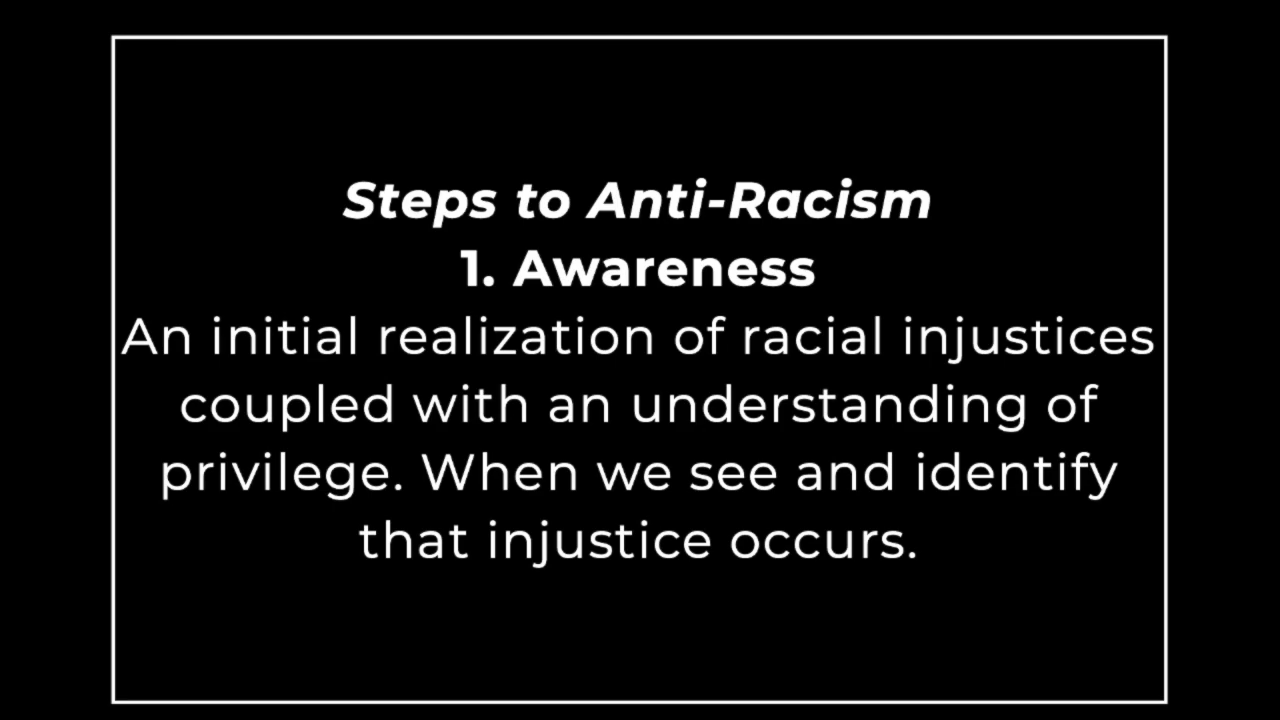 Steps to Anti-Racism
1. Awareness
An initial realization of racial injustices
coupled with an understanding of
privilege. When we see and identify
that injustice occurs.